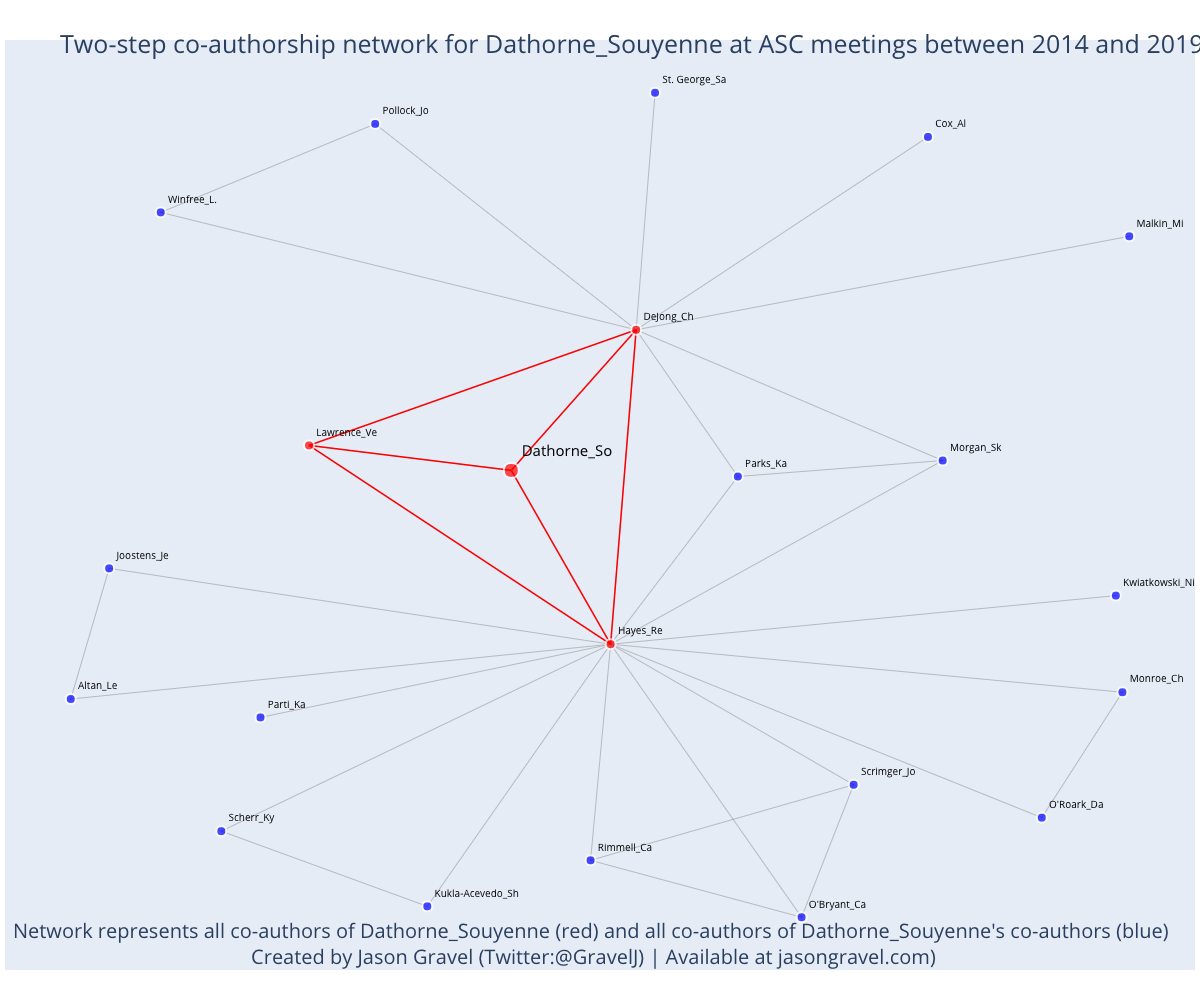 Two-step co-authorship network for Dathorne_Souyenne at ASC meetings between 2014 and 2019
St. George_Sa
Pollock_Jo
Cox_Al
Winfree_L.
Malkin_Mi
DeJong_Ch
Lawrence_Ve
Dathorne_So
Morgan_Sk
Parks_Ka
Joostens_Je
Kwiatkowski_Ni
Hayes_Re
Monroe_Ch
Altan_Le
Parti_Ka
Scrimger_Jo
O'Roark_Da
Scherr_Ky
Rimmell_Ca
Kukla-Acevedo_Sh
O'Bryant_Ca
Network represents all co-authors of Dathorne_Souyenne (red) and all co-authors of Dathorne_Souyenne's co-authors (blue)
Created by Jason Gravel (Twitter:@GravelJ) | Available at jasongravel.com)